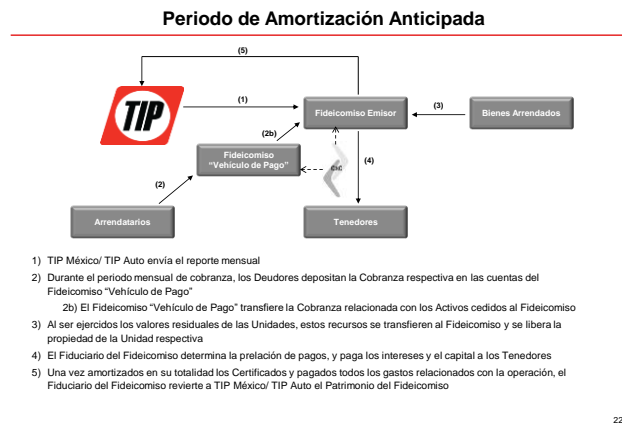 Periodo de Amortización Anticipada
(5)
TIP
(1)
Fideicomiso Emisor
(3)
Bienes Arrendados
(2b)
Fideicomiso
“Vehículo de Pago”
(4)
(2)
Arrendatarios
Tenedores
1) TIP México/ TIP Auto envía el reporte mensual
2) Durante el periodo mensual de cobranza, los Deudores depositan la Cobranza respectiva en las cuentas del
Fideicomiso “Vehículo de Pago”
2b) El Fideicomiso “Vehículo de Pago” transfiere la Cobranza relacionada con los Activos cedidos al Fideicomiso
3) Al ser ejercidos los valores residuales de las Unidades, estos recursos se transfieren al Fideicomiso y se libera la
propiedad de la Unidad respectiva
4) El Fiduciario del Fideicomiso determina la prelación de pagos, y paga los intereses y el capital a los Tenedores
5) Una vez amortizados en su totalidad los Certificados y pagados todos los gastos relacionados con la operación, el
Fiduciario del Fideicomiso revierte a TIP México/ TIP Auto el Patrimonio del Fideicomiso
22